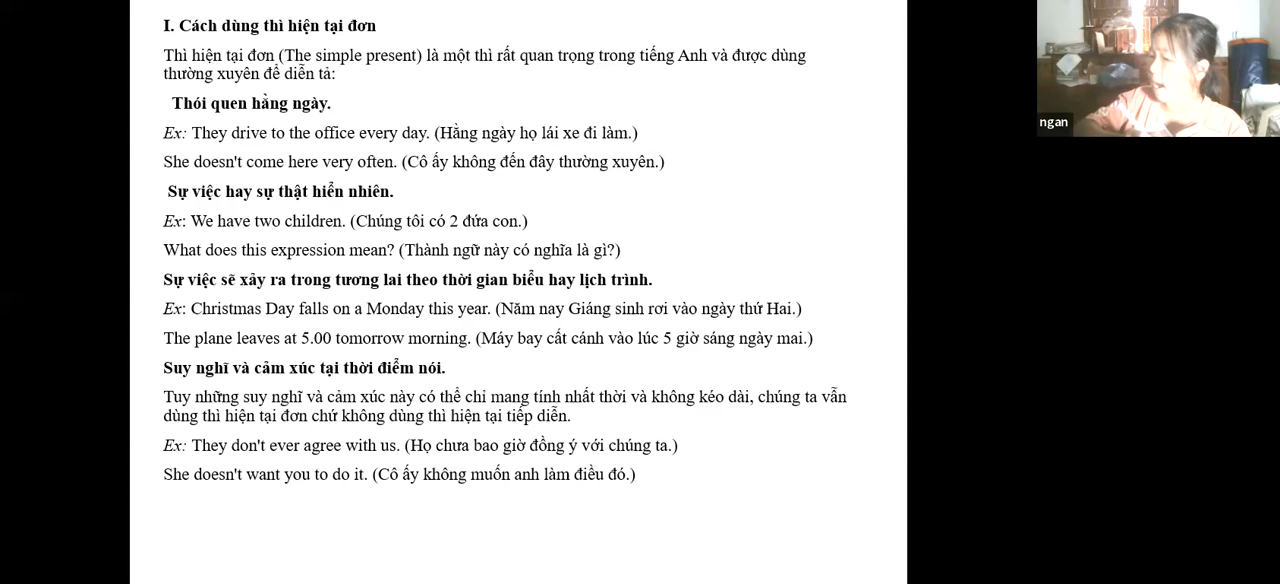 I. Cách dùng thì hiện tại đơn
Thì hiện tại đơn (The simple present) là một thì rất quan trọng trong tiếng Anh và được dùng
thường xuyên để diễn tả:
Thói quen hằng ngày.
Ex: They drive to the office every day. (Hằng ngày họ lái xe đi làm.)
She doesn't come here very often. (Cô ấy không đến đây thường xuyên.)
Sự việc hay sự thật hiển nhiên.
Ex: We have two children. (Chúng tôi có 2 đứa con.)
What does this expression mean? (Thành ngữ này có nghĩa là gì?)
Sự việc sẽ xảy ra trong tương lai theo thời gian biểu hay lịch trình.
Ex: Christmas Day falls on a Monday this year. (Năm nay Giáng sinh rơi vào ngày thứ Hai.)
The plane leaves at 5.00 tomorrow morning. (Máy bay cất cánh vào lúc 5 giờ sáng ngày mai.)
Suy nghĩ và cảm xúc tại thời điểm nói.
Tuy những suy nghĩ và cảm xúc này có thể chỉ mang tính nhất thời và không kéo dài, chúng ta vẫn
dùng thì hiện tại đơn chứ không dùng thì hiện tại tiếp diễn.
Ex: They don't ever agree with us. (Họ chưa bao giờ đồng ý với chúng ta.)
She doesn't want you to do it. (Cô ấy không muốn anh làm điều đó.)
ngan